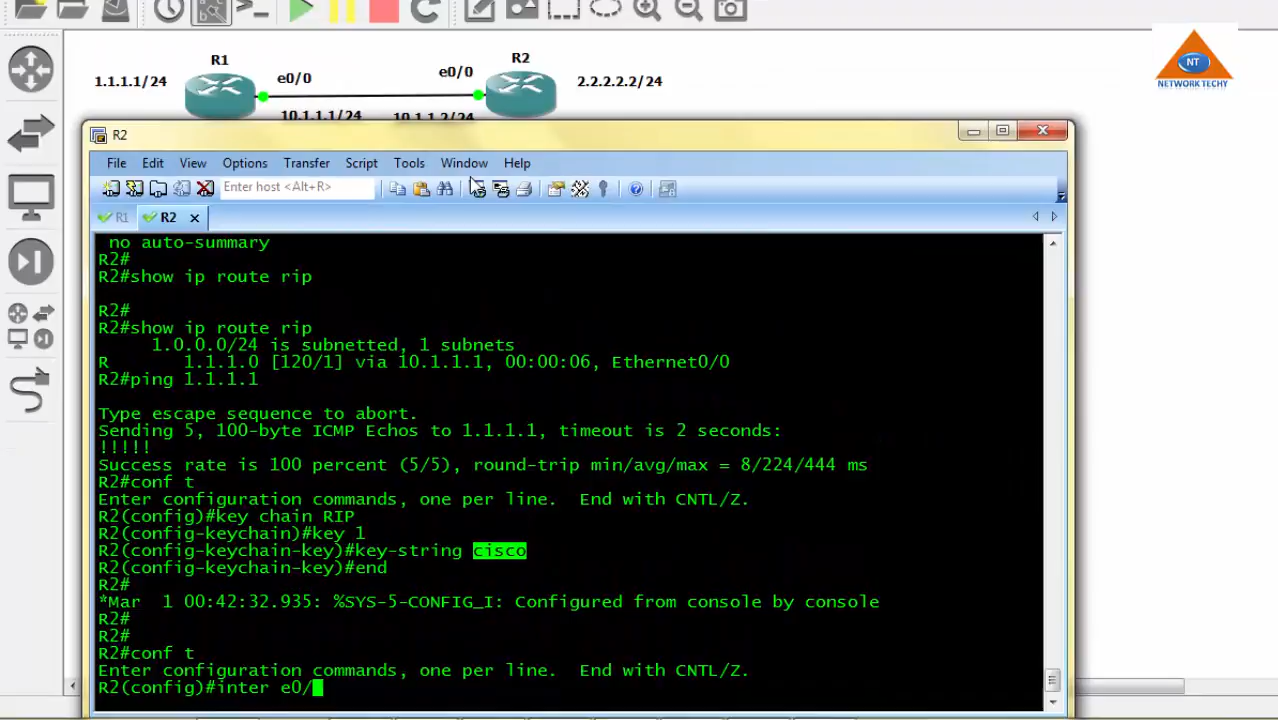 R1
R2
e0/0
e0/0
1.1.1.1/24
2.2.2.2.2/24
10.1.1.1/24
10.1.1.2/24
NT
NETWORK TECHY
R2
File Edit View Options Transfer Script Tools Window Help
Enter host <Alt+R>
R1 R2
no auto-summary
R2#
R2#show ip route rip
R2#
R2#show ip route rip
1.0.0.0/24 is subnetted, 1 subnets
R 1.1.1.0 [120/1] via 10.1.1.1, 00:00:06, Ethernet0/0
R2#ping 1.1.1.1
Type escape sequence to abort.
Sending 5, 100-byte ICMP Echos to 1.1.1.1, timeout is 2 seconds:
!!!!!
Success rate is 100 percent (5/5), round-trip min/avg/max = 8/224/444 ms
R2#conf t
Enter configuration commands, one per line.  End with CNTL/Z.
R2(config)#key chain RIP
R2(config-keychain)#key 1
R2(config-keychain-key)#key-string cisco
R2(config-keychain-key)#end
R2#
*Mar  1 00:42:32.935: %SYS-5-CONFIG_I: Configured from console by console
R2#
R2#
R2#conf t
Enter configuration commands, one per line.  End with CNTL/Z.
R2(config)#inter e0/